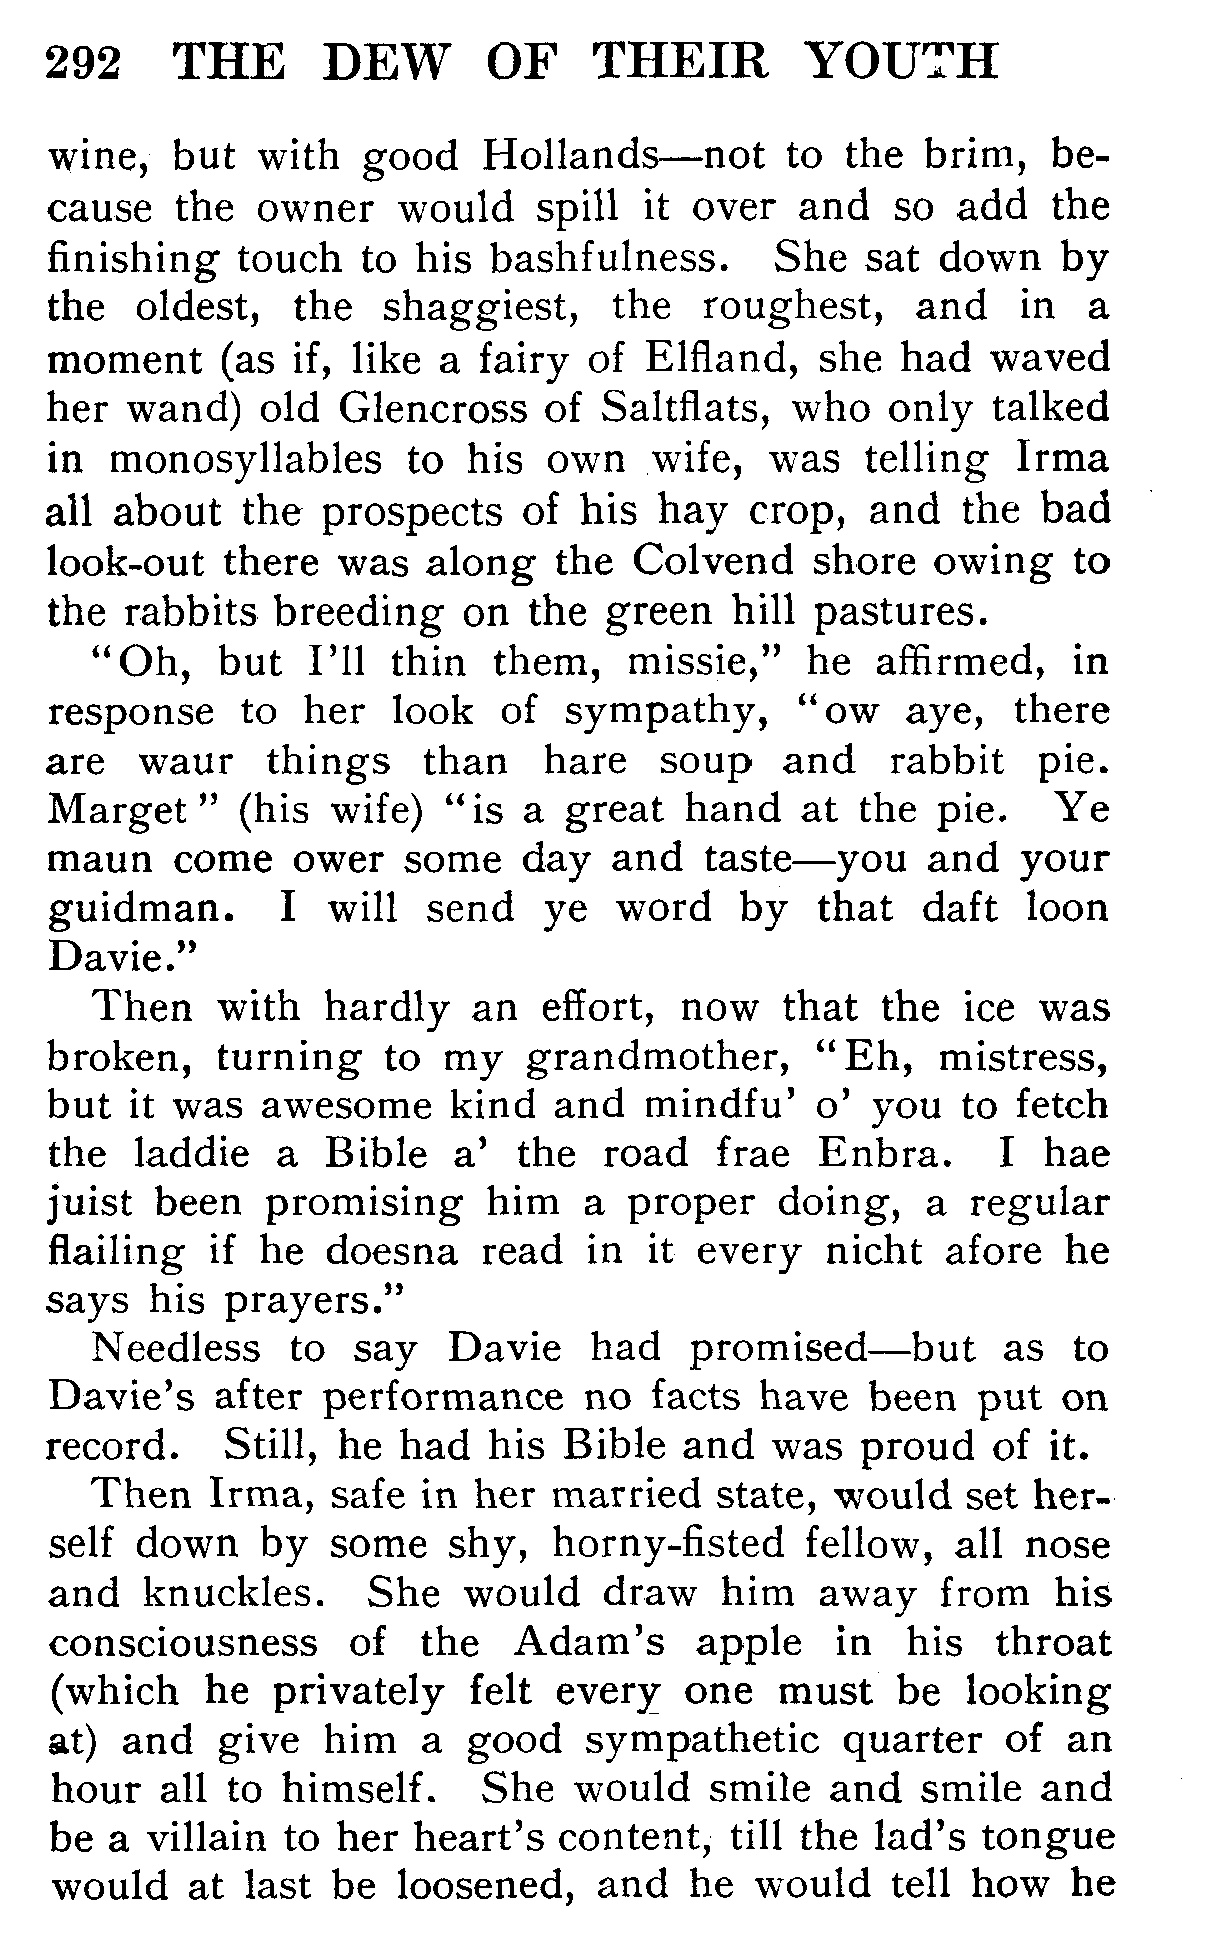 292 THE DEW OF THEIR YOUTH
wine, but with good Hollands—not to the brim, be-
cause the owner would spill it over and so add the
finishing touch to his bashfulness. She sat down by
the oldest, the shaggiest, the roughest, and in a
moment (as if, like a fairy of Elfland, she had waved
her wand) old Glencross of Saltflats, who only talked
in monosyllables to his own wife, was telling Irma
all about the prospects of his hay crop, and the bad
look-out there was along the Colvend shore owing to
the rabbits breeding on the green hill pastures.
"Oh, but I'll thin them, missie," he affirmed, in
response to her look of sympathy, "ow aye, there
are waur things than hare soup and rabbit pie.
Marget" (his wife) "is a great hand at the pie. Ye
maun come ower some day and taste—you and your
guidman. I will send ye word by that daft loon
Davie."
Then with hardly an effort, now that the ice was
broken, turning to my grandmother, "Eh, mistress,
but it was awesome kind and mindfu' o' you to fetch
the laddie a Bible a' the road frae Enbra. I hae
juist been promising him a proper doing, a regular
flailing if he doesna read in it every nicht afore he
says his prayers."
Needless to say Davie had promised—but as to
Davie's after performance no facts have been put on
record. Still, he had his Bible and was proud of it.
Then Irma, safe in her married state, would set her-
self down by some shy, horny-fisted fellow, all nose
and knuckles. She would draw him away from his
consciousness of the Adam's apple in his throat
(which he privately felt every one must be looking
at) and give him a good sympathetic quarter of an
hour all to himself. She would smile and smile and
be a villain to her heart's content, till the lad's tongue
would at last be loosened, and he would tell how he